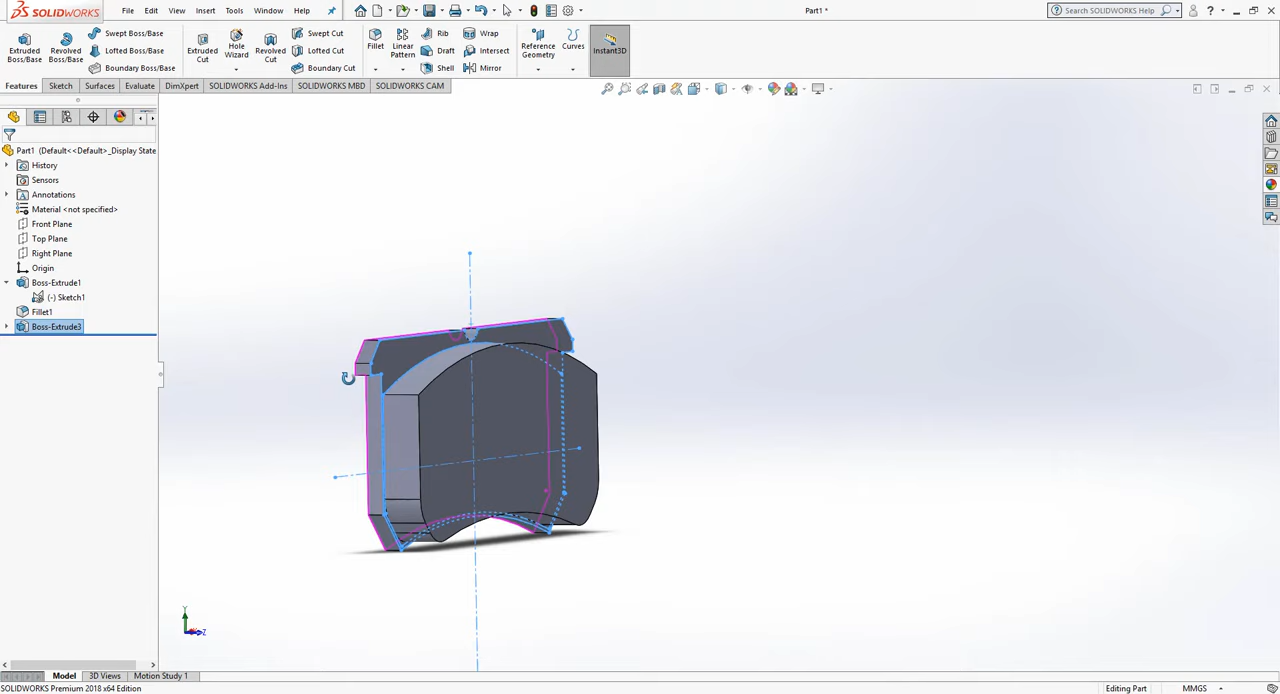 SOLIDWORKS
File Edit View Insert Tools Window Help
Part1 *
Search SOLIDWORKS Help
Extruded Boss/Base
Revolved Boss/Base
Swept Boss/Base
Lofted Boss/Base
Boundary Boss/Base
Extruded Cut
Hole Wizard
Revolved Cut
Swept Cut
Lofted Cut
Boundary Cut
Fillet
Linear Pattern
Rib
Draft
Shell
Wrap
Intersect
Mirror
Reference Geometry
Curves
Instant3D
Features Sketch Surfaces Evaluate DimXpert SOLIDWORKS Add-Ins SOLIDWORKS MBD SOLIDWORKS CAM
Part1 (Default<<Default>_Display State
History
Sensors
Annotations
Material <not specified>
Front Plane
Top Plane
Right Plane
Origin
Boss-Extrude1
(-) Sketch1
Fillet1
Boss-Extrude3
Y
Z
Model 3D Views Motion Study 1
SOLIDWORKS Premium 2018 x64 Edition
Editing Part
MMGS